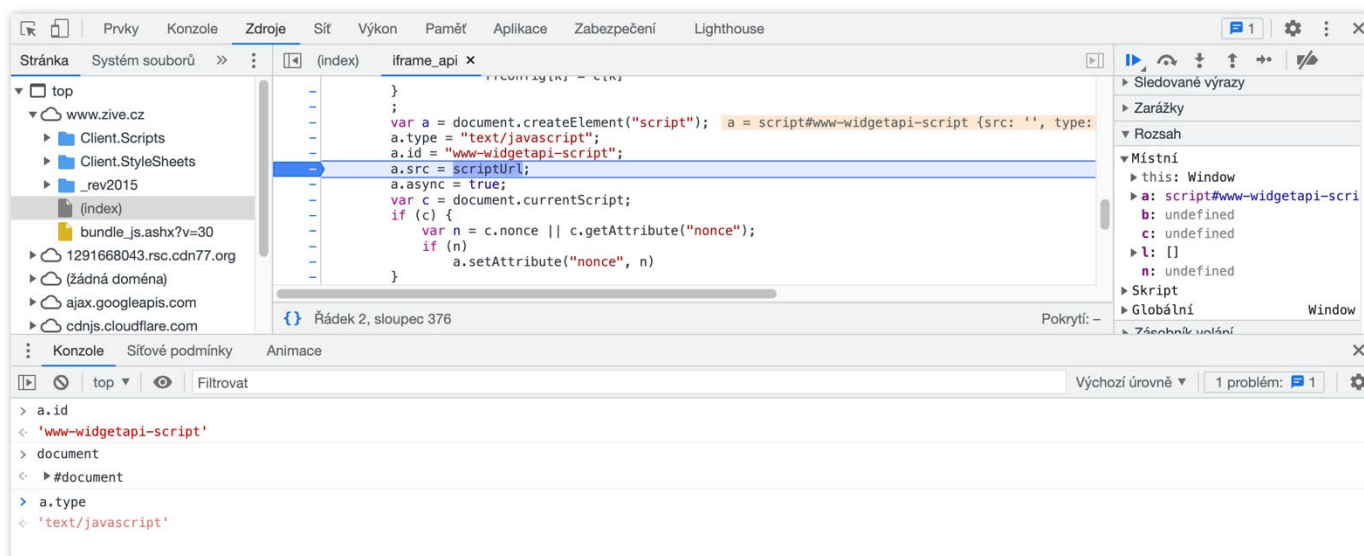 Prvky Konzole Zdroje Síť Výkon Paměť Aplikace Zabezpečení Lighthouse 1
Stránka Systém souborů »
top
www.zive.cz
Client.Scripts
Client.StyleSheets
_rev2015
(index)
bundle_js.ashx?v=30
1291668043.rsc.cdn77.org
(žádná doména)
ajax.googleapis.com
cdnjs.cloudflare.com
(index) iframe_api ×
}
;
var a = document.createElement("script"); a = script#www-widgetapi-script {src: '', type:
a.type = "text/javascript";
a.id = "www-widgetapi-script";
a.src = scriptUrl;
a.async = true;
var c = document.currentScript;
if (c) {
var n = c.nonce || c.getAttribute("nonce");
if (n)
a.setAttribute("nonce", n)
}
{} Řádek 2, sloupec 376 Pokrytí: –
Sledované výrazy
Zarážky
Rozsah
Místní
this: Window
a: script#www-widgetapi-scri
b: undefined
c: undefined
l: []
n: undefined
Skript
Globální Window
Zásobník volání
Konzole Síťové podmínky Animace
top Filtrovat Výchozí úrovně 1 problém: 1
> a.id
'www-widgetapi-script'
> document
#document
> a.type
'text/javascript'